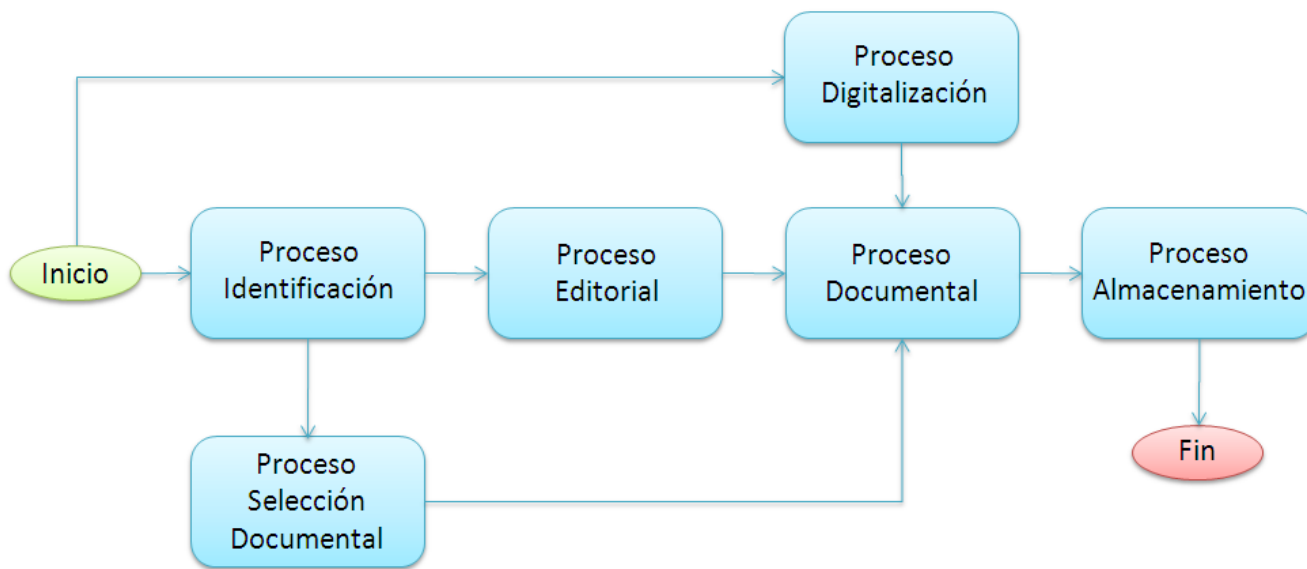 Proceso
Digitalización
Inicio
Proceso
Identificación
Proceso
Editorial
Proceso
Documental
Proceso
Almacenamiento
Proceso
Selección
Documental
Fin